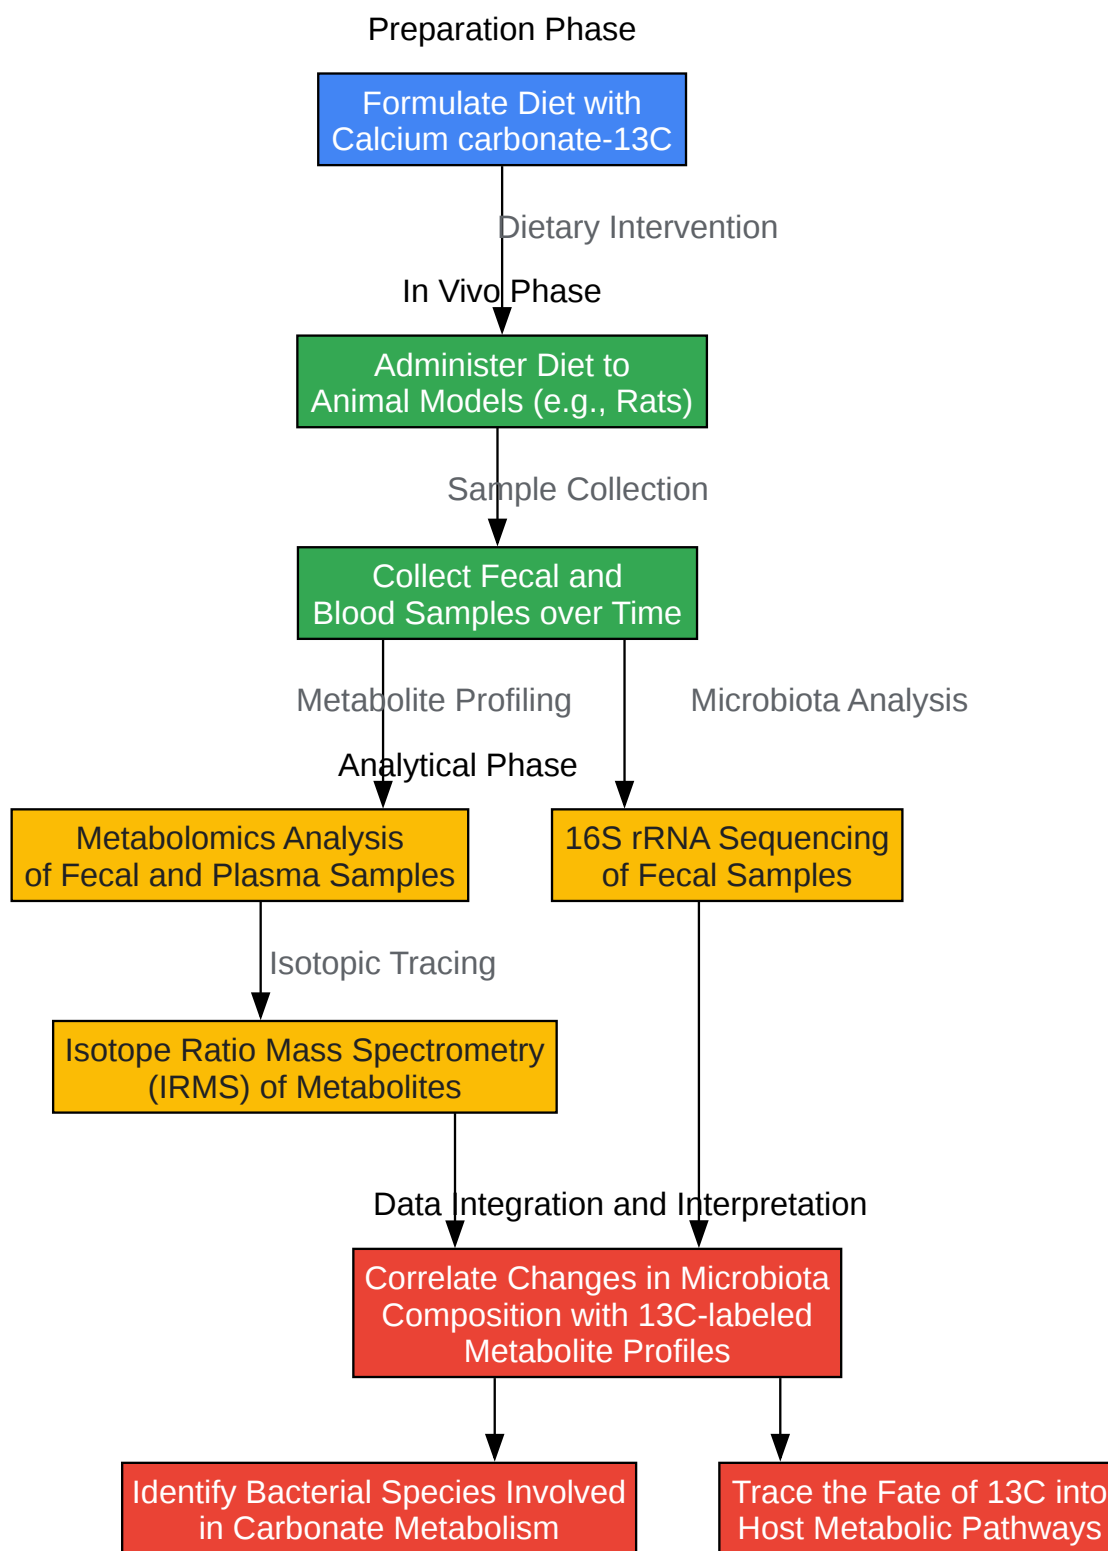 Preparation Phase
Formulate Diet with
Calcium carbonate-13C
Dietary Intervention
In Vivo Phase
Administer Diet to
Animal Models (e.g., Rats)
Sample Collection
Collect Fecal and
Blood Samples over Time
Metabolite Profiling
Microbiota Analysis
Analytical Phase
Metabolomics Analysis
of Fecal and Plasma Samples
16S rRNA Sequencing
of Fecal Samples
Isotopic Tracing
Isotope Ratio Mass Spectrometry
(IRMS) of Metabolites
Data Integration and Interpretation
Correlate Changes in Microbiota
Composition with 13C-labeled
Metabolite Profiles
Identify Bacterial Species Involved
in Carbonate Metabolism
Trace the Fate of 13C into
Host Metabolic Pathways